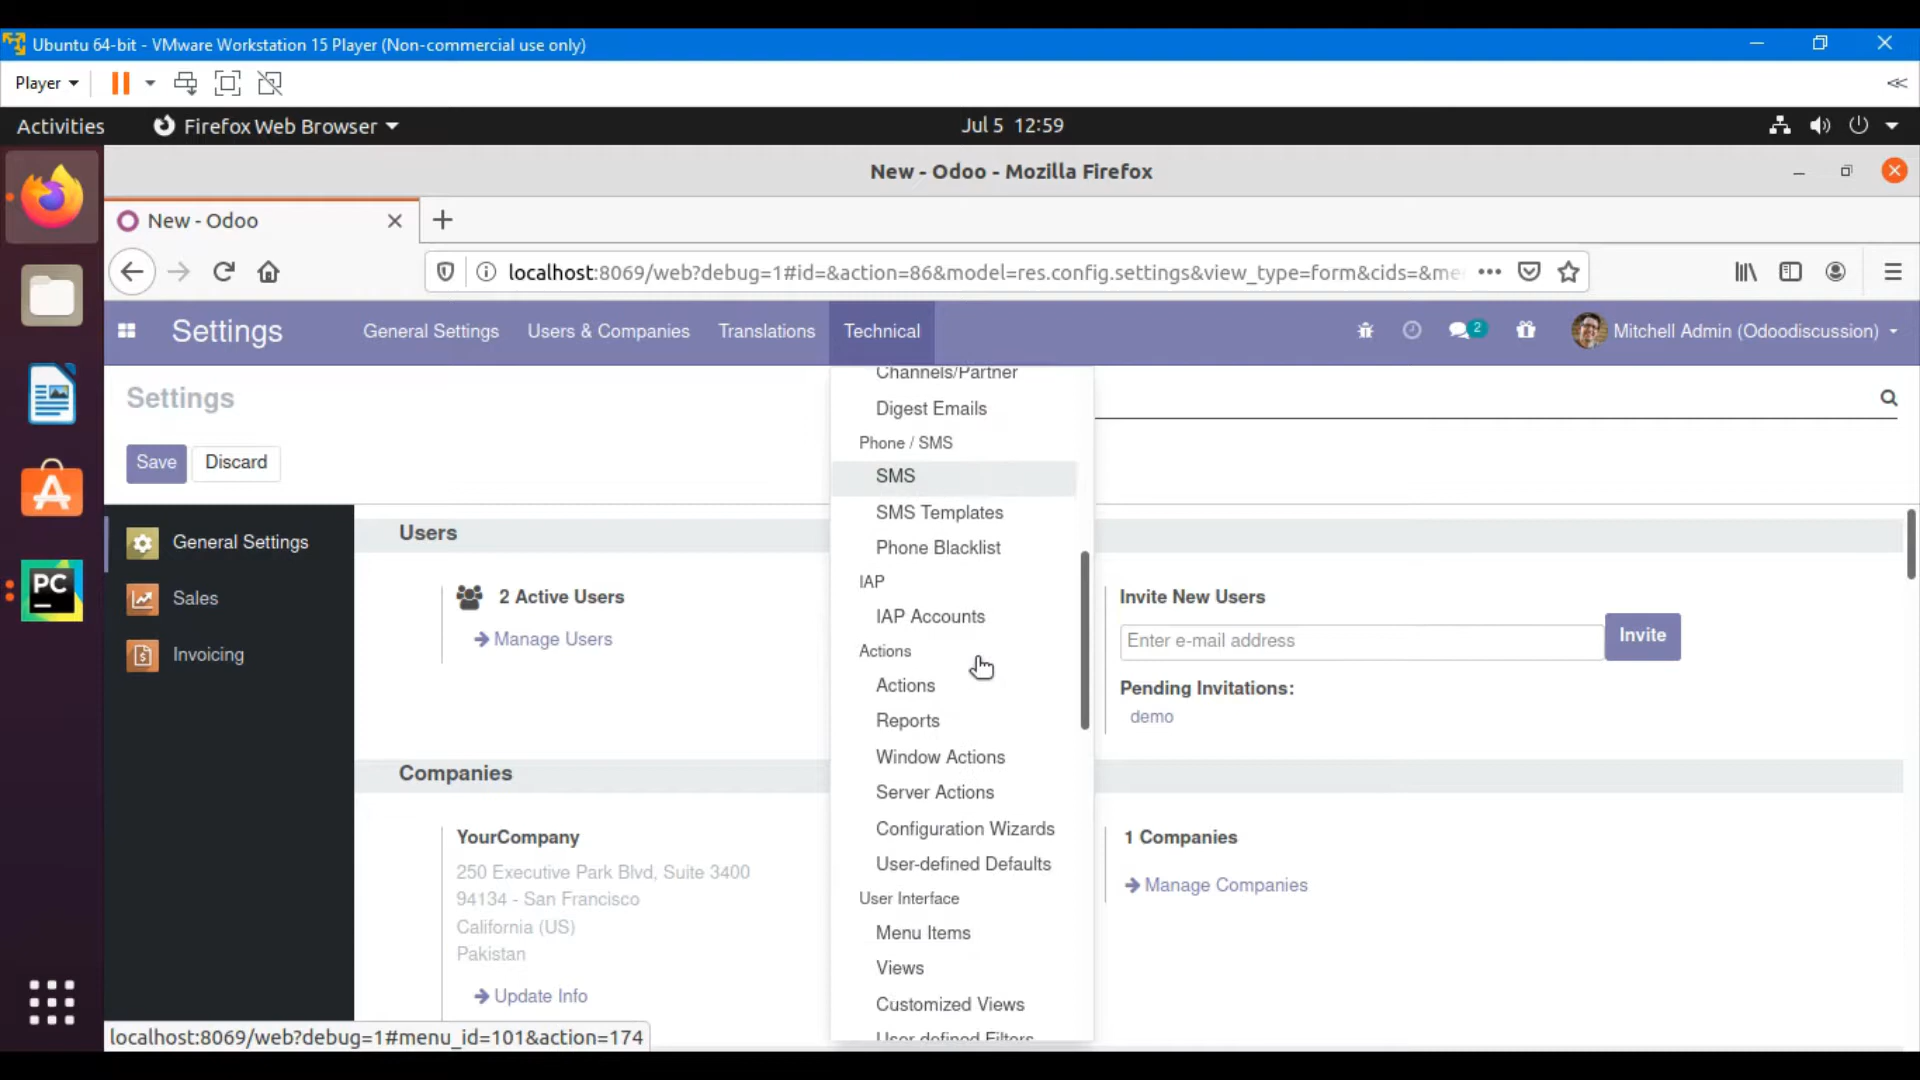 Ubuntu 64-bit - VMware Workstation 15 Player (Non-commercial use only)
Player
Activities
Firefox Web Browser
Jul 5 12:59
New - Odoo - Mozilla Firefox
New - Odoo
localhost:8069/web?debug=1#id=&action=86&model=res.config.settings&view_type=form&cids=&me
Settings
General Settings
Users & Companies
Translations
Technical
2
Mitchell Admin (Odoodiscussion)
Settings
Save
Discard
General Settings
Sales
Invoicing
Channels/Partner
Digest Emails
Phone / SMS
SMS
SMS Templates
Phone Blacklist
IAP
IAP Accounts
Actions
Actions
Reports
Window Actions
Server Actions
Configuration Wizards
User-defined Defaults
User Interface
Menu Items
Views
Customized Views
User-defined Filters
Users
2 Active Users
Manage Users
Invite New Users
Enter e-mail address
Invite
Pending Invitations:
demo
Companies
YourCompany
250 Executive Park Blvd, Suite 3400
94134 - San Francisco
California (US)
Pakistan
Update Info
1 Companies
Manage Companies
PC
localhost:8069/web?debug=1#menu_id=101&action=174